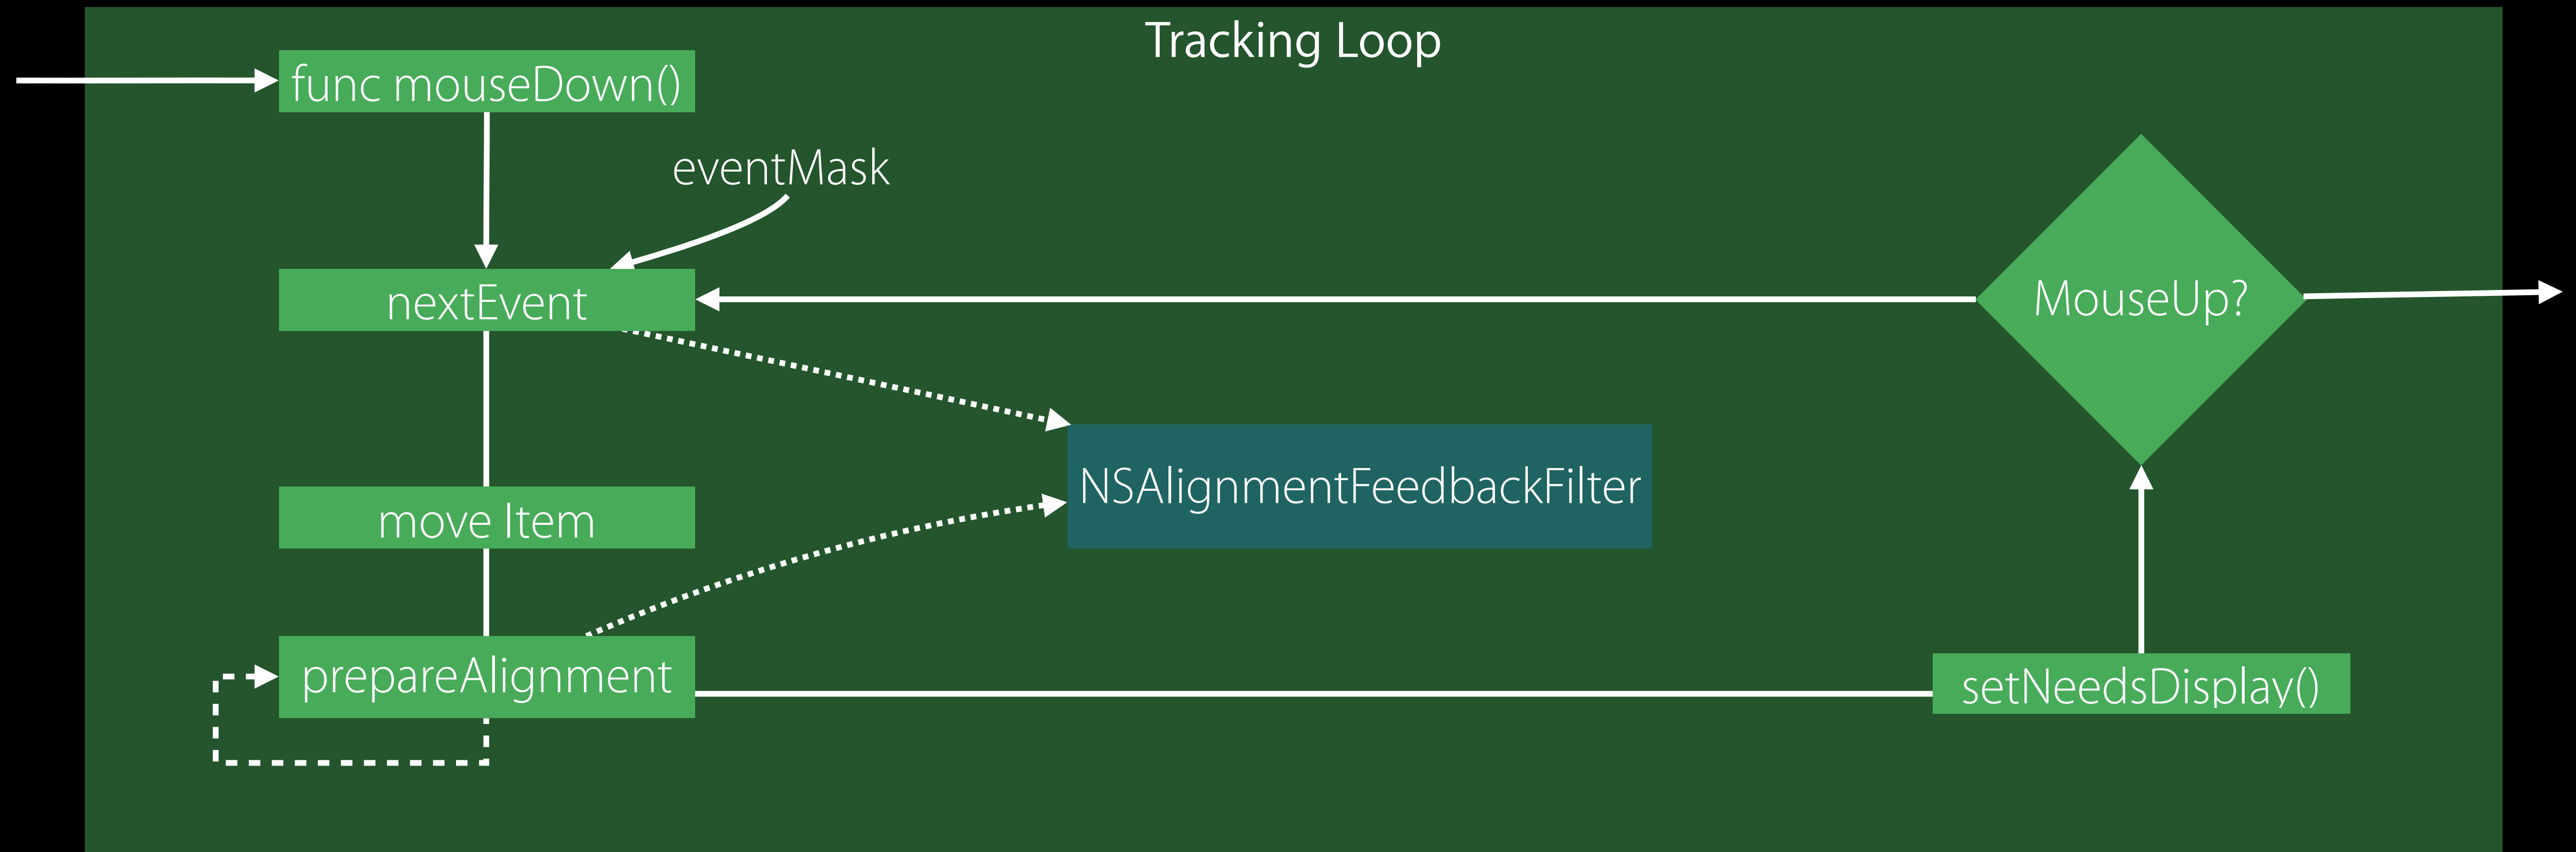 Tracking Loop
func mouseDown()
eventMask
nextEvent
MouseUp?
NSAlignmentFeedbackFilter
move Item
prepareAlignment
setNeedsDisplay()